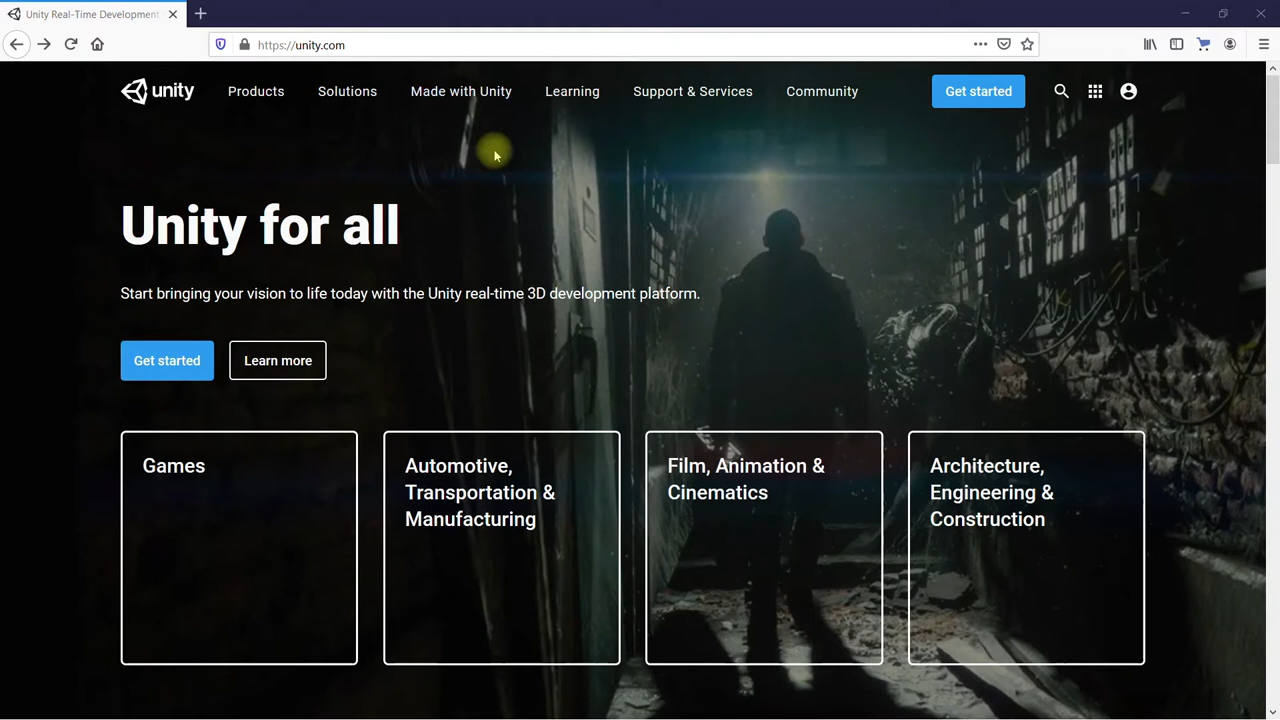 Unity Real-Time Development
https://unity.com
unity
Products
Solutions
Made with Unity
Learning
Support & Services
Community
Get started
Unity for all
Start bringing your vision to life today with the Unity real-time 3D development platform.
Get started
Learn more
Games
Automotive,
Transportation &
Manufacturing
Film, Animation &
Cinematics
Architecture,
Engineering &
Construction